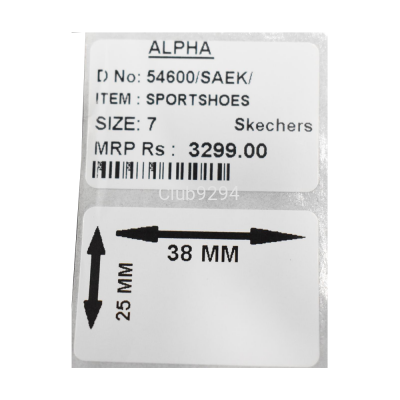 ALPHA
D No: 54600/SAEK/
ITEM : SPORTSHOES
SIZE: 7 Skechers
MRP Rs : 3299.00
Club9294
38 MM
25 MM